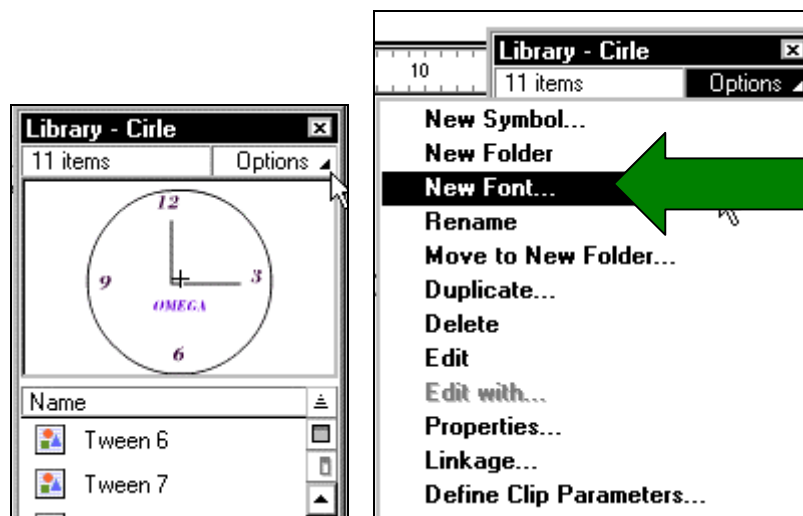 Library - Cirle
11 items Options
12
9 3
OMEGA
6
Name
Tween 6
Tween 7
10
Library - Cirle
11 items Options
New Symbol...
New Folder
New Font...
Rename
Move to New Folder...
Duplicate...
Delete
Edit
Edit with...
Properties...
Linkage...
Define Clip Parameters...